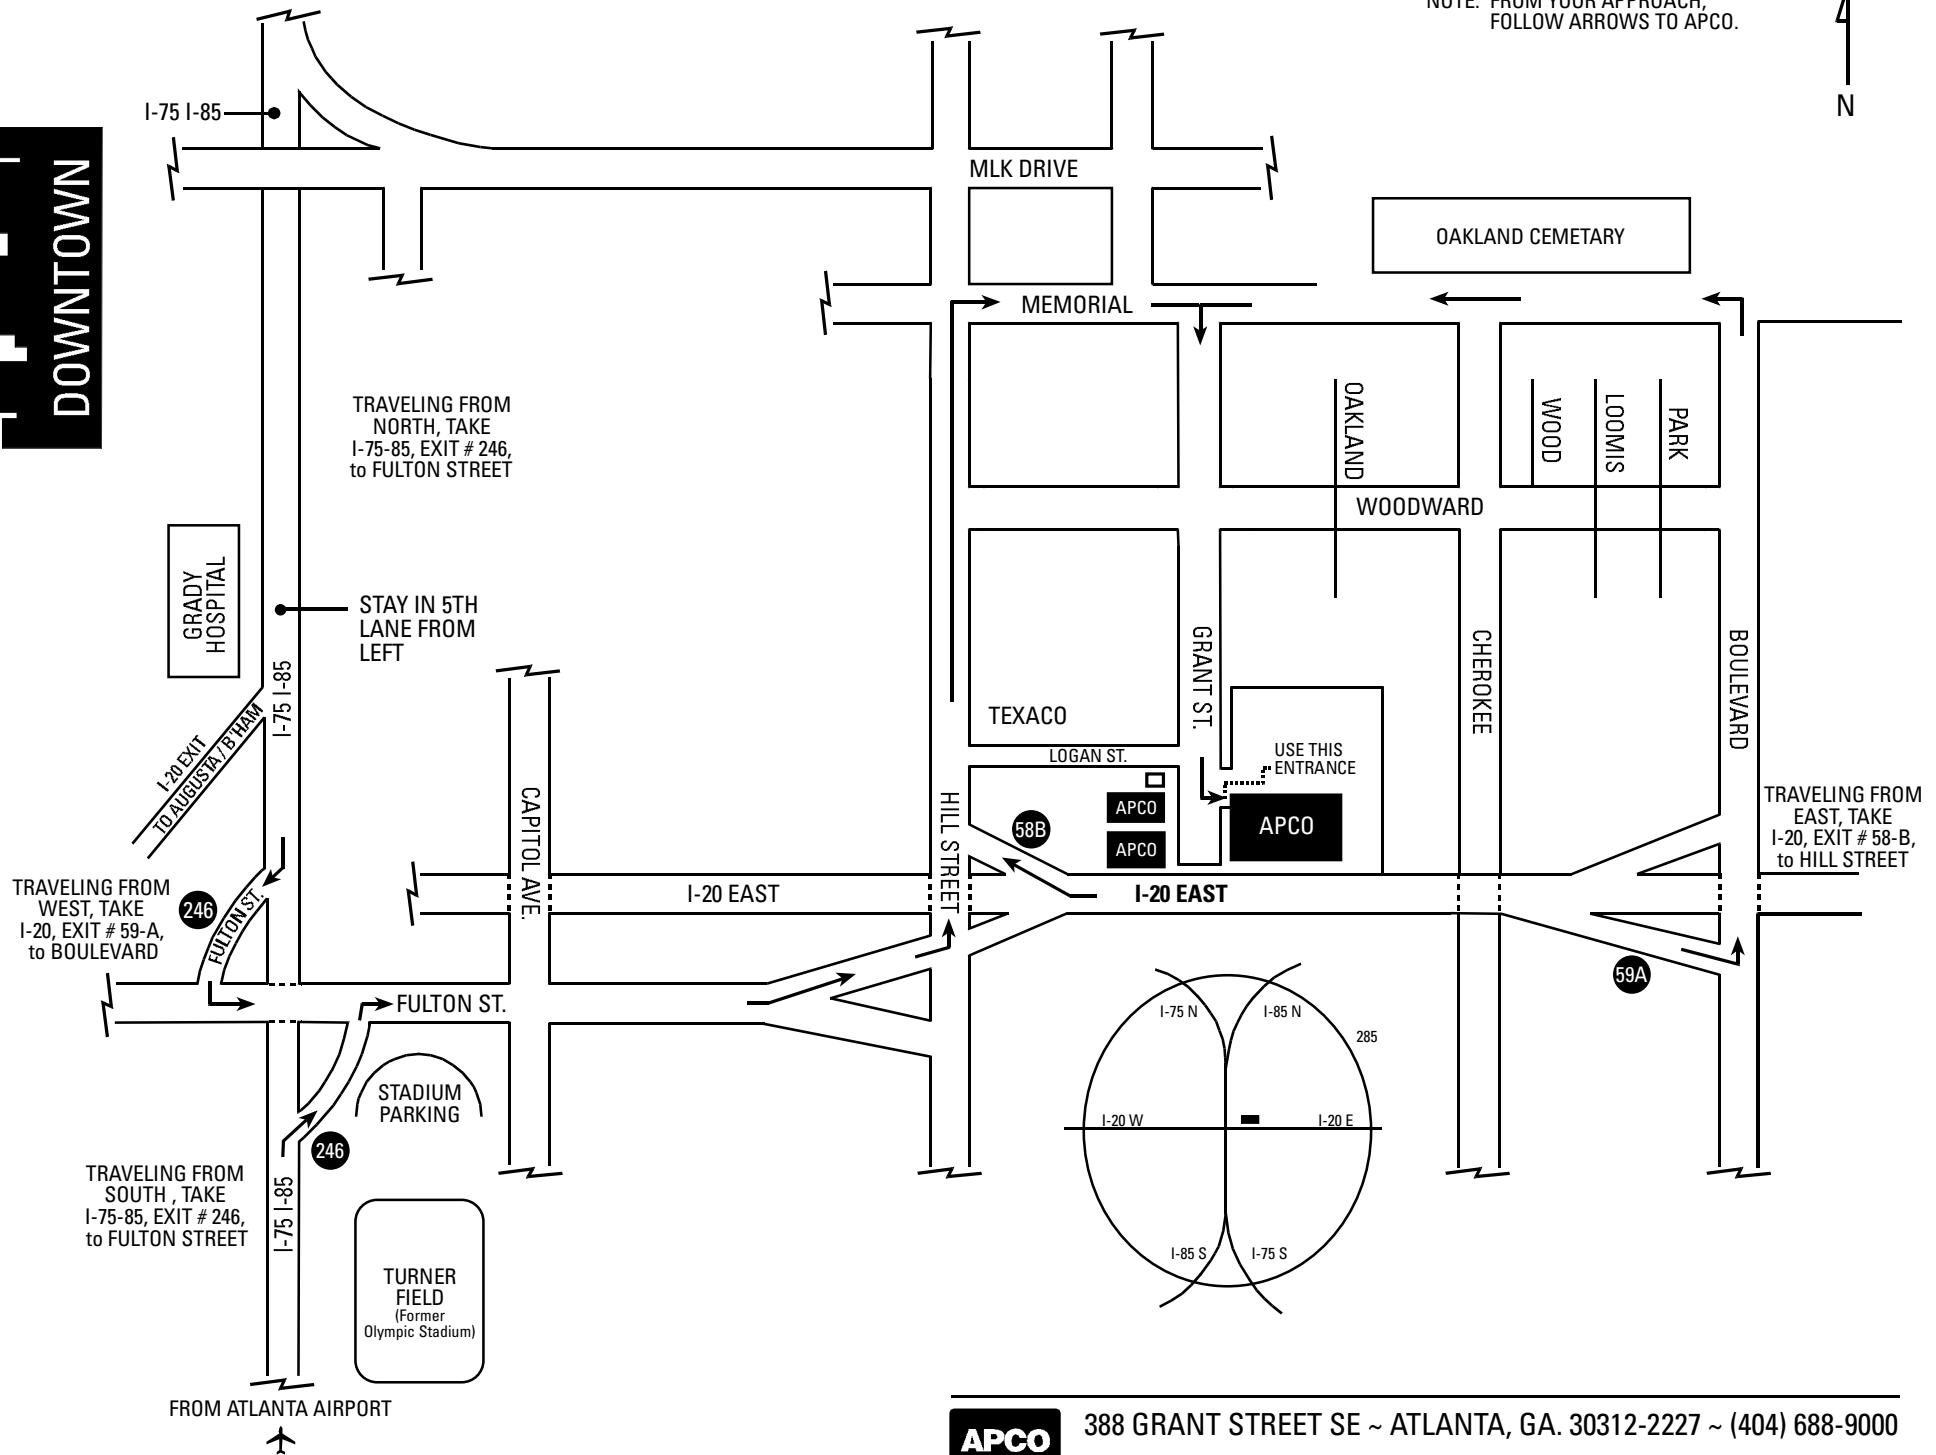 NOTE: FROM YOUR APPROACH,
FOLLOW ARROWS TO APCO.
N
I-75 I-85
DOWNTOWN
MLK DRIVE
OAKLAND CEMETARY
MEMORIAL
TRAVELING FROM
NORTH, TAKE
I-75-85, EXIT # 246,
to FULTON STREET
OAKLAND
WOOD
LOOMIS
PARK
WOODWARD
GRADY
HOSPITAL
STAY IN 5TH
LANE FROM
LEFT
I-75 I-85
GRANT ST.
CHEROKEE
BOULEVARD
I-20 EXIT
TO AUGUSTA / B'HAM
TEXACO
LOGAN ST.
USE THIS
ENTRANCE
CAPITOL AVE.
HILL STREET
58B
APCO
APCO
APCO
TRAVELING FROM
EAST, TAKE
I-20, EXIT # 58-B,
to HILL STREET
TRAVELING FROM
WEST, TAKE
I-20, EXIT # 59-A,
to BOULEVARD
246
FULTON ST.
I-20 EAST
I-20 EAST
59A
FULTON ST.
I-75 N
I-85 N
285
STADIUM
PARKING
I-20 W
I-20 E
246
TRAVELING FROM
SOUTH , TAKE
I-75-85, EXIT # 246,
to FULTON STREET
I-75 I-85
I-85 S
I-75 S
TURNER
FIELD
(Former
Olympic Stadium)
FROM ATLANTA AIRPORT
APCO
388 GRANT STREET SE ~ ATLANTA, GA. 30312-2227 ~ (404) 688-9000